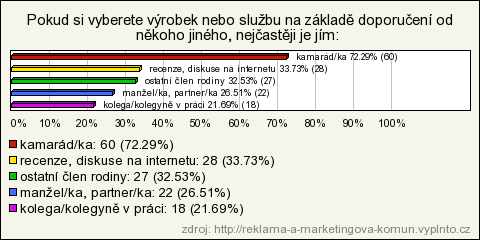 Pokud si vyberete výrobek nebo službu na základě doporučení od
někoho jiného, nejčastěji je jím:
kamarád/ka 72.29% (60)
recenze, diskuse na internetu 33.73% (28)
ostatní člen rodiny 32.53% (27)
manžel/ka, partner/ka 26.51% (22)
kolega/kolegyně v práci 21.69% (18)
0% 10% 20% 30% 40% 50% 60% 70% 80% 90% 100%
kamarád/ka: 60 (72.29%)
recenze, diskuse na internetu: 28 (33.73%)
ostatní člen rodiny: 27 (32.53%)
manžel/ka, partner/ka: 22 (26.51%)
kolega/kolegyně v práci: 18 (21.69%)
zdroj: http://reklama-a-marketingova-komun.vyplnto.cz